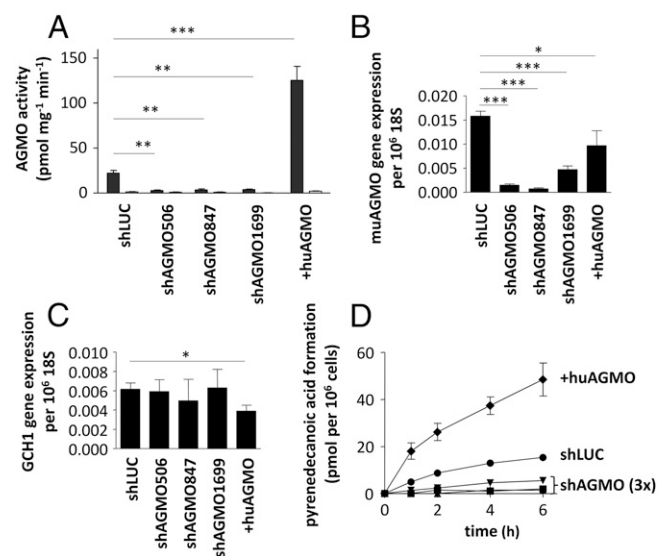 A
AGMO activity
(pmol mg-1 min-1)
150
100
50
0
***
**
**
**
shLUC
shAGMO506
shAGMO847
shAGMO1699
+huAGMO
B
muAGMO gene expression
per 10⁶ 18S
0.015
0.010
0.005
0.000
*
***
***
***
shLUC
shAGMO506
shAGMO847
shAGMO1699
+huAGMO
C
GCH1 gene expression
per 10⁶ 18S
0.010
0.008
0.006
0.004
0.002
0.000
*
shLUC
shAGMO506
shAGMO847
shAGMO1699
+huAGMO
D
pyrenedecanoic acid formation
(pmol per 10⁶ cells)
60
40
20
0
+huAGMO
shLUC
shAGMO (3x)
0 2 4 6
time (h)